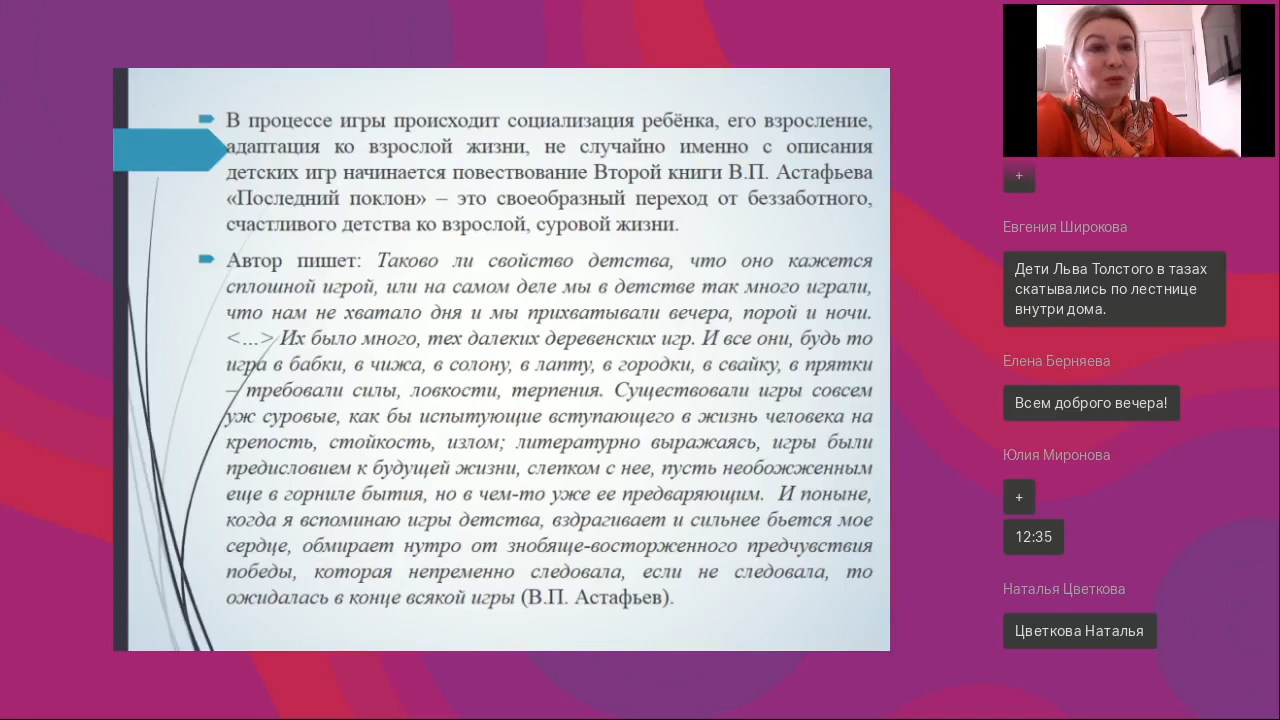 В процессе игры происходит социализация ребёнка, его взросление,
адаптация ко взрослой жизни, не случайно именно с описания
детских игр начинается повествование Второй книги В.П. Астафьева
«Последний поклон» – это своеобразный переход от беззаботного,
счастливого детства ко взрослой, суровой жизни.
Автор пишет: Таково ли свойство детства, что оно кажется
сплошной игрой, или на самом деле мы в детстве так много играли,
что нам не хватало дня и мы прихватывали вечера, порой и ночи.
<...> Их было много, тех далеких деревенских игр. И все они, будь то
игра в бабки, в чижа, в солону, в лапту, в городки, в свайку, в прятки
– требовали силы, ловкости, терпения. Существовали игры совсем
уж суровые, как бы испытующие вступающего в жизнь человека на
крепость, стойкость, излом; литературно выражаясь, игры были
предисловием к будущей жизни, слепком с нее, пусть необожженным
еще в горниле бытия, но в чем-то уже ее предваряющим. И поныне,
когда я вспоминаю игры детства, вздрагивает и сильнее бьется мое
сердце, обмирает нутро от знобяще-восторженного предчувствия
победы, которая непременно следовала, если не следовала, то
ожидалась в конце всякой игры (В.П. Астафьев).
+
Евгения Широкова
Дети Льва Толстого в тазах
скатывались по лестнице
внутри дома.
Елена Берняева
Всем доброго вечера!
Юлия Миронова
+
12:35
Наталья Цветкова
Цветкова Наталья